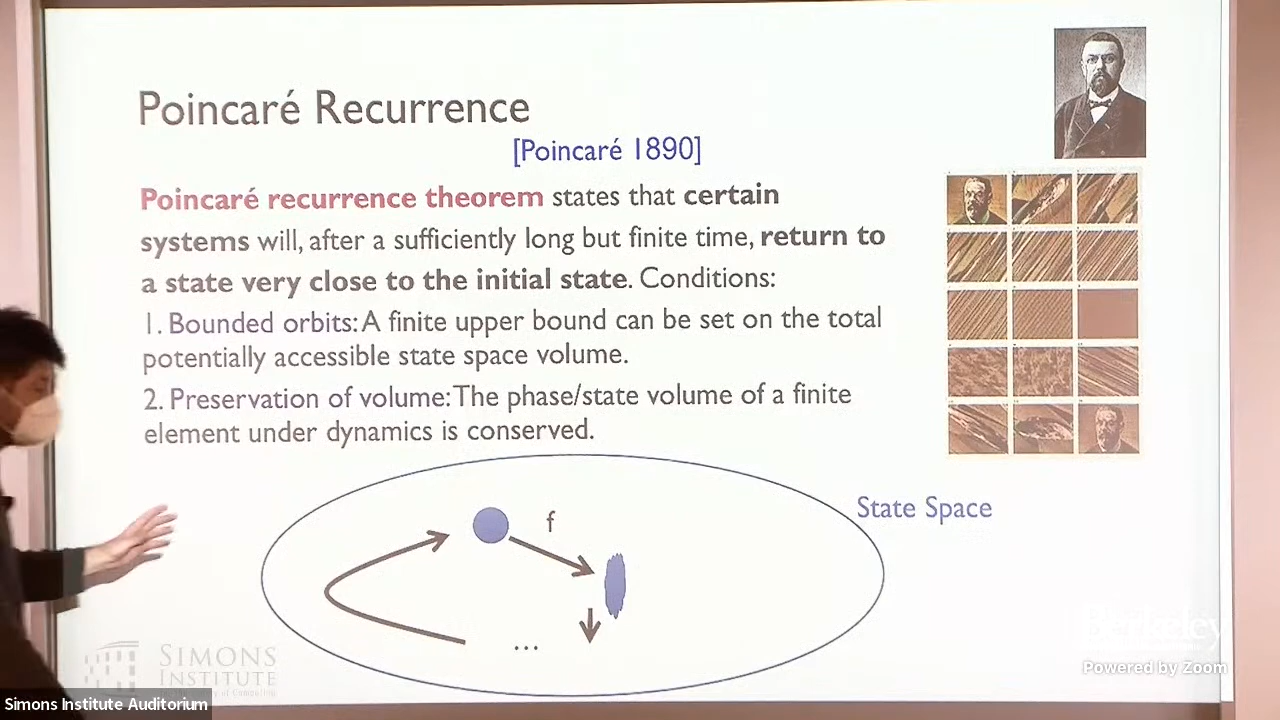 Poincaré Recurrence
[Poincaré 1890]
Poincaré recurrence theorem states that certain
systems will, after a sufficiently long but finite time, return to
a state very close to the initial state. Conditions:
1. Bounded orbits: A finite upper bound can be set on the total
potentially accessible state space volume.
2. Preservation of volume: The phase/state volume of a finite
element under dynamics is conserved.
State Space
f
...
SIMONS
INSTITUTE
Berkeley
Powered by Zoom
Simons Institute Auditorium